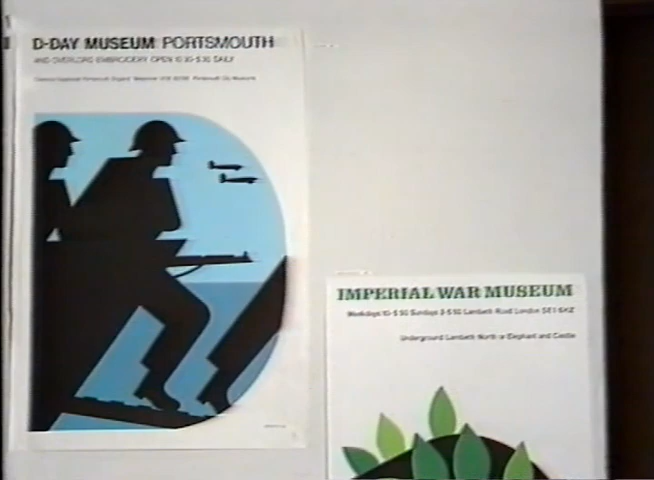 D-DAY MUSEUM PORTSMOUTH
AND OVERLORD EMBROIDERY OPEN 10.30-5.30 DAILY
IMPERIAL WAR MUSEUM
Weekdays 10-5.50 Sundays 2-5.50 Lambeth Road London SE1 6HZ
Underground Lambeth North or Elephant and Castle